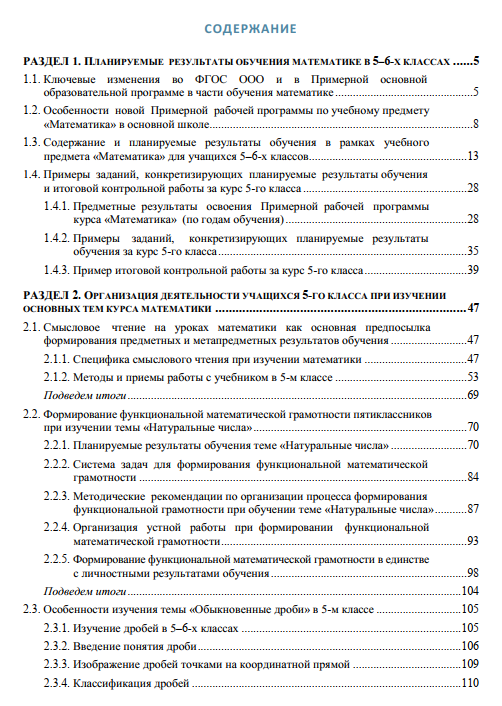 СОДЕРЖАНИЕ
РАЗДЕЛ 1. ПЛАНИРУЕМЫЕ РЕЗУЛЬТАТЫ ОБУЧЕНИЯ МАТЕМАТИКЕ В 5–6-Х КЛАССАХ ......5
1.1. Ключевые изменения во ФГОС ООО и в Примерной основной
образовательной программе в части обучения математике ..................5
1.2. Особенности новой Примерной рабочей программы по учебному предмету
«Математика» в основной школе..................8
1.3. Содержание и планируемые результаты обучения в рамках учебного
предмета «Математика» для учащихся 5–6-х классов..................13
1.4. Примеры заданий, конкретизирующих планируемые результаты обучения
и итоговой контрольной работы за курс 5-го класса ..................28
1.4.1. Предметные результаты освоения Примерной рабочей программы
курса «Математика» (по годам обучения)..................28
1.4.2. Примеры заданий, конкретизирующих планируемые результаты
обучения за курс 5-го класса ..................35
1.4.3. Пример итоговой контрольной работы за курс 5-го класса ..................39
РАЗДЕЛ 2. ОРГАНИЗАЦИЯ ДЕЯТЕЛЬНОСТИ УЧАЩИХСЯ 5-ГО КЛАССА ПРИ ИЗУЧЕНИИ
ОСНОВНЫХ ТЕМ КУРСА МАТЕМАТИКИ ..................47
2.1. Смысловое чтение на уроках математики как основная предпосылка
формирования предметных и метапредметных результатов обучения ..................47
2.1.1. Специфика смыслового чтения при изучении математики ..................47
2.1.2. Методы и приемы работы с учебником в 5-м классе ..................53
Подведем итоги ..................69
2.2. Формирование функциональной математической грамотности пятиклассников
при изучении темы «Натуральные числа»..................70
2.2.1. Планируемые результаты обучения теме «Натуральные числа» ..................70
2.2.2. Система задач для формирования функциональной математической
грамотности ..................84
2.2.3. Методические рекомендации по организации процесса формирования
функциональной грамотности при обучении теме «Натуральные числа»..................87
2.2.4. Организация устной работы при формировании функциональной
математической грамотности..................93
2.2.5. Формирование функциональной математической грамотности в единстве
с личностными результатами обучения ..................98
Подведем итоги ..................104
2.3. Особенности изучения темы «Обыкновенные дроби» в 5-м классе ..................105
2.3.1. Изучение дробей в 5–6-х классах ..................105
2.3.2. Введение понятия дроби..................106
2.3.3. Изображение дробей точками на координатной прямой ..................109
2.3.4. Классификация дробей ..................110